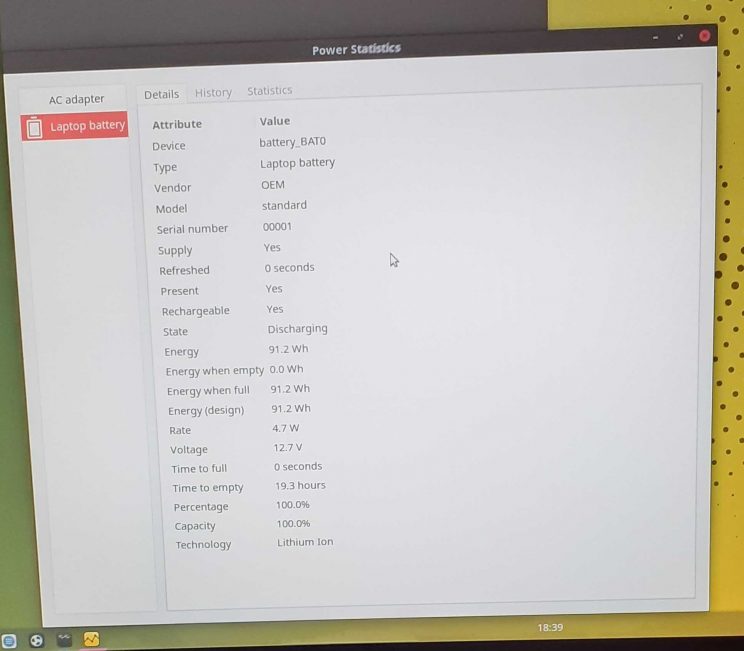 Power Statistics
AC adapter
Laptop battery
Details History Statistics
Attribute Value
Device battery_BAT0
Type Laptop battery
Vendor OEM
Model standard
Serial number 00001
Supply Yes
Refreshed 0 seconds
Present Yes
Rechargeable Yes
State Discharging
Energy 91.2 Wh
Energy when empty 0.0 Wh
Energy when full 91.2 Wh
Energy (design) 91.2 Wh
Rate 4.7 W
Voltage 12.7 V
Time to full 0 seconds
Time to empty 19.3 hours
Percentage 100.0%
Capacity 100.0%
Technology Lithium Ion
18:39